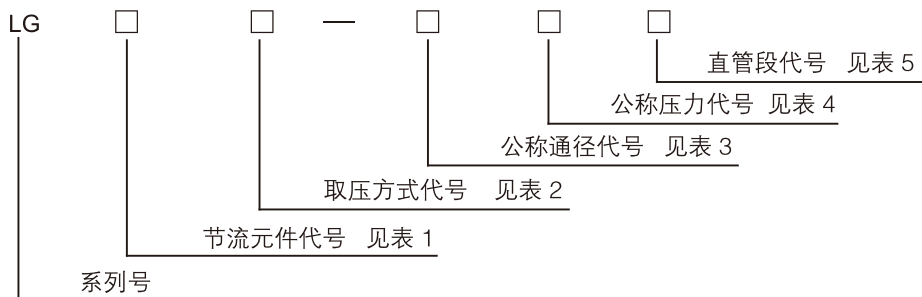 LG □ □ — □ □ □
直管段代号 见表 5
公称压力代号 见表 4
公称通径代号 见表 3
取压方式代号 见表 2
节流元件代号 见表 1
系列号